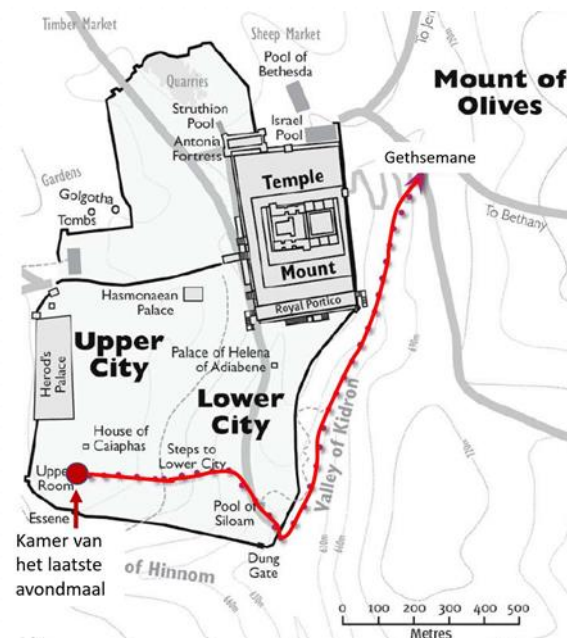 Timber Market
Sheep Market
Pool of
Bethesda
Quarries
Struthion
Pool
Israel
Pool
Antonia
Fortress
Mount of
Olives
Gethsemane
Temple
Mount
Gardens
Golgotha
Tombs
To Bethany
Royal Portico
Hasmonaean
Palace
Upper
City
Herod's
Palace
Palace of Helena
of Adiabene
Lower
City
House of
Caiaphas
Steps to
Lower City
Upper
Room
Valley of Kidron
Pool of
Siloam
Essene
Dung
Gate
Kamer van
het laatste
avondmaal
of Hinnom
0 100 200 300 400 500
Metres